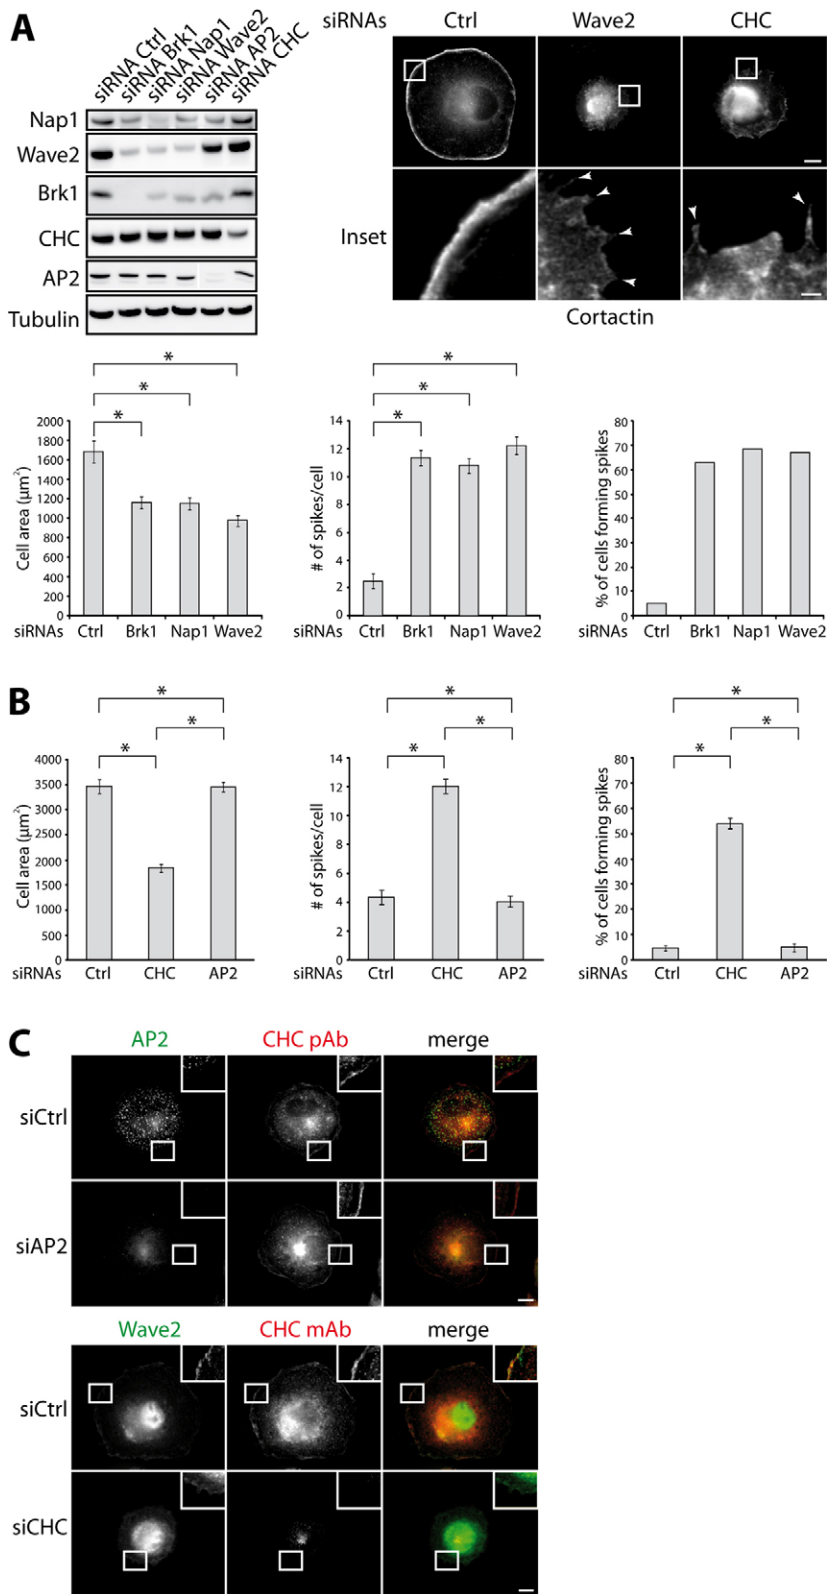 A
siRNA Ctrl
siRNA Brk1
siRNA Nap1
siRNA Wave2
siRNA AP2
siRNA CHC
Nap1
Wave2
Brk1
CHC
AP2
Tubulin
siRNAs Ctrl Wave2 CHC
Inset
Cortactin
* * *
Cell area (µm²)
2000
1800
1600
1400
1200
1000
800
600
400
200
0
siRNAs Ctrl Brk1 Nap1 Wave2
* * *
# of spikes/cell
14
12
10
8
6
4
2
0
siRNAs Ctrl Brk1 Nap1 Wave2
% of cells forming spikes
80
70
60
50
40
30
20
10
0
siRNAs Ctrl Brk1 Nap1 Wave2
B
* * *
Cell area (µm²)
4000
3500
3000
2500
2000
1500
1000
500
0
siRNAs Ctrl CHC AP2
* * *
# of spikes/cell
14
12
10
8
6
4
2
0
siRNAs Ctrl CHC AP2
* * *
% of cells forming spikes
80
70
60
50
40
30
20
10
0
siRNAs Ctrl CHC AP2
C
AP2 CHC pAb merge
siCtrl
siAP2
Wave2 CHC mAb merge
siCtrl
siCHC